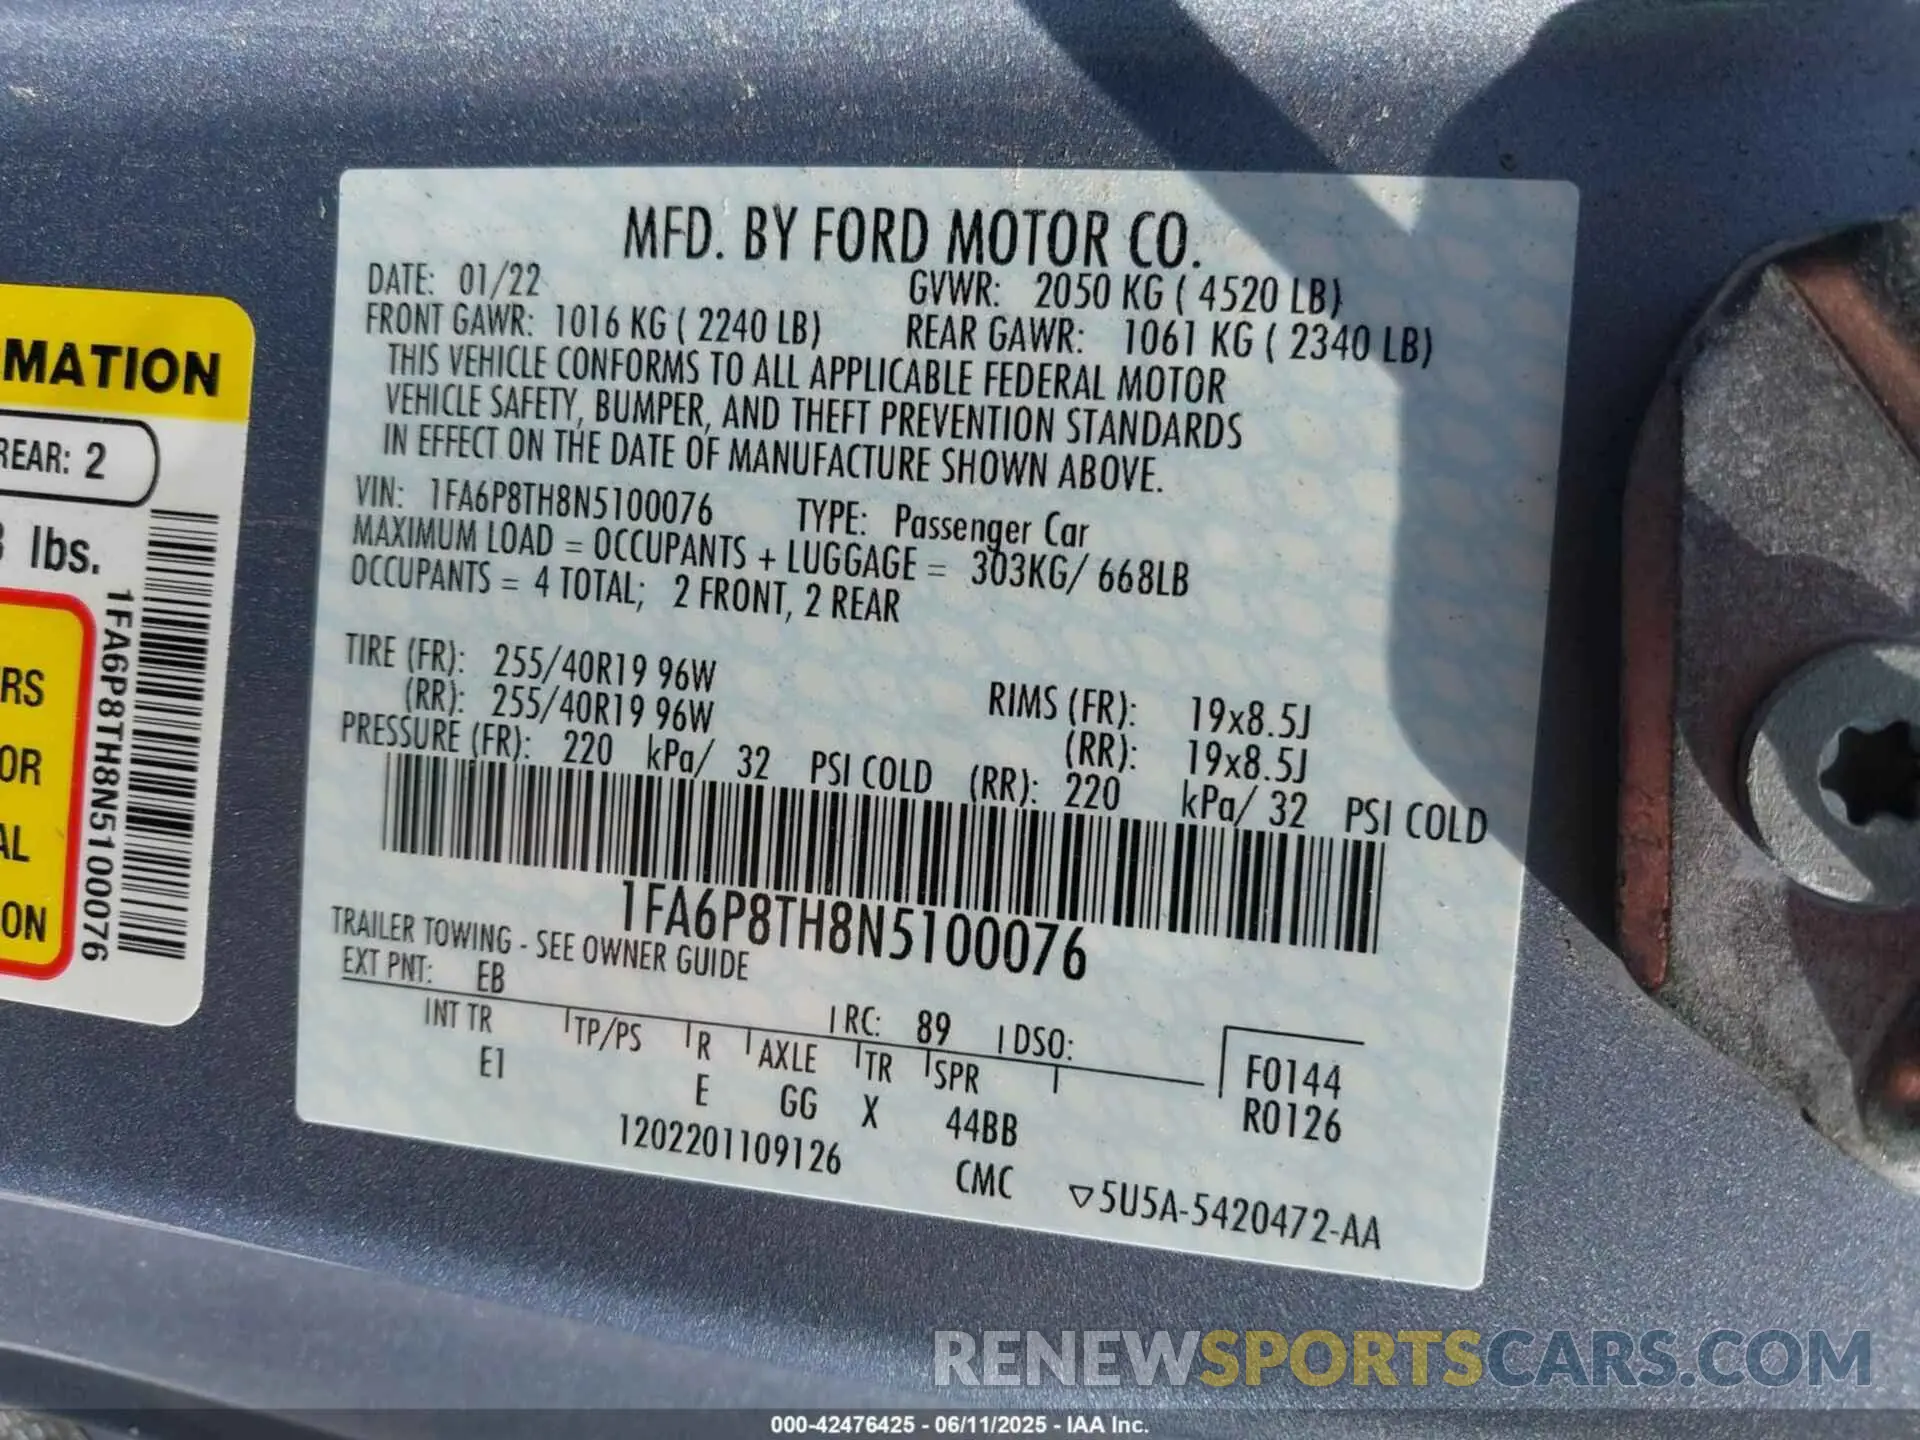 MFD. BY FORD MOTOR CO.
DATE: 01/22 GVWR: 2050 KG ( 4520 LB)
FRONT GAWR: 1016 KG ( 2240 LB) REAR GAWR: 1061 KG ( 2340 LB)
THIS VEHICLE CONFORMS TO ALL APPLICABLE FEDERAL MOTOR
VEHICLE SAFETY, BUMPER, AND THEFT PREVENTION STANDARDS
IN EFFECT ON THE DATE OF MANUFACTURE SHOWN ABOVE.
VIN: 1FA6P8TH8N5100076 TYPE: Passenger Car
MAXIMUM LOAD = OCCUPANTS + LUGGAGE = 303KG/ 668LB
OCCUPANTS = 4 TOTAL; 2 FRONT, 2 REAR
TIRE (FR): 255/40R19 96W RIMS (FR): 19x8.5J
(RR): 255/40R19 96W (RR): 19x8.5J
PRESSURE (FR): 220 kPa/ 32 PSI COLD (RR): 220 kPa/ 32 PSI COLD
1FA6P8TH8N5100076
TRAILER TOWING - SEE OWNER GUIDE
EXT PNT: EB RC: 89 DSO:
INT TR TP/PS R AXLE TR SPR
E1 E GG X 44BB
F0144
R0126
1202201109126 CMC ▽5U5A-5420472-AA
MATION
REAR: 2
lbs.
RS
OR
AL
ON
1FA6P8TH8N5100076
RENEWSPORTSCARS.COM
000-42476425 - 06/11/2025 - IAA Inc.